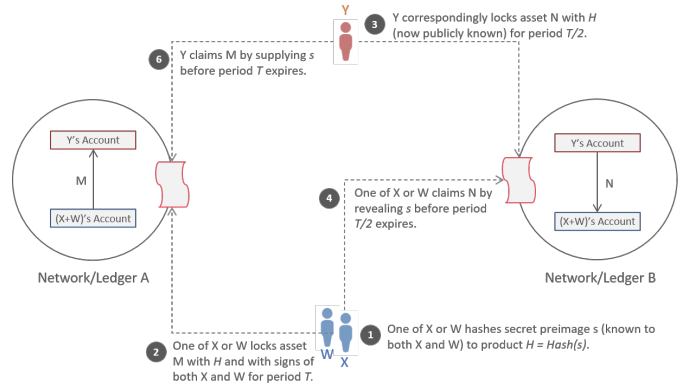 Y
3 Y correspondingly locks asset N with H
(now publicly known) for period T/2.
6 Y claims M by supplying s
before period T expires.
Y's Account
M
(X+W)'s Account
Network/Ledger A
Y's Account
N
(X+W)'s Account
Network/Ledger B
4 One of X or W claims N by
revealing s before period
T/2 expires.
W
X
1 One of X or W hashes secret preimage s (known to
both X and W) to product H = Hash(s).
2 One of X or W locks asset
M with H and with signs of
both X and W for period T.